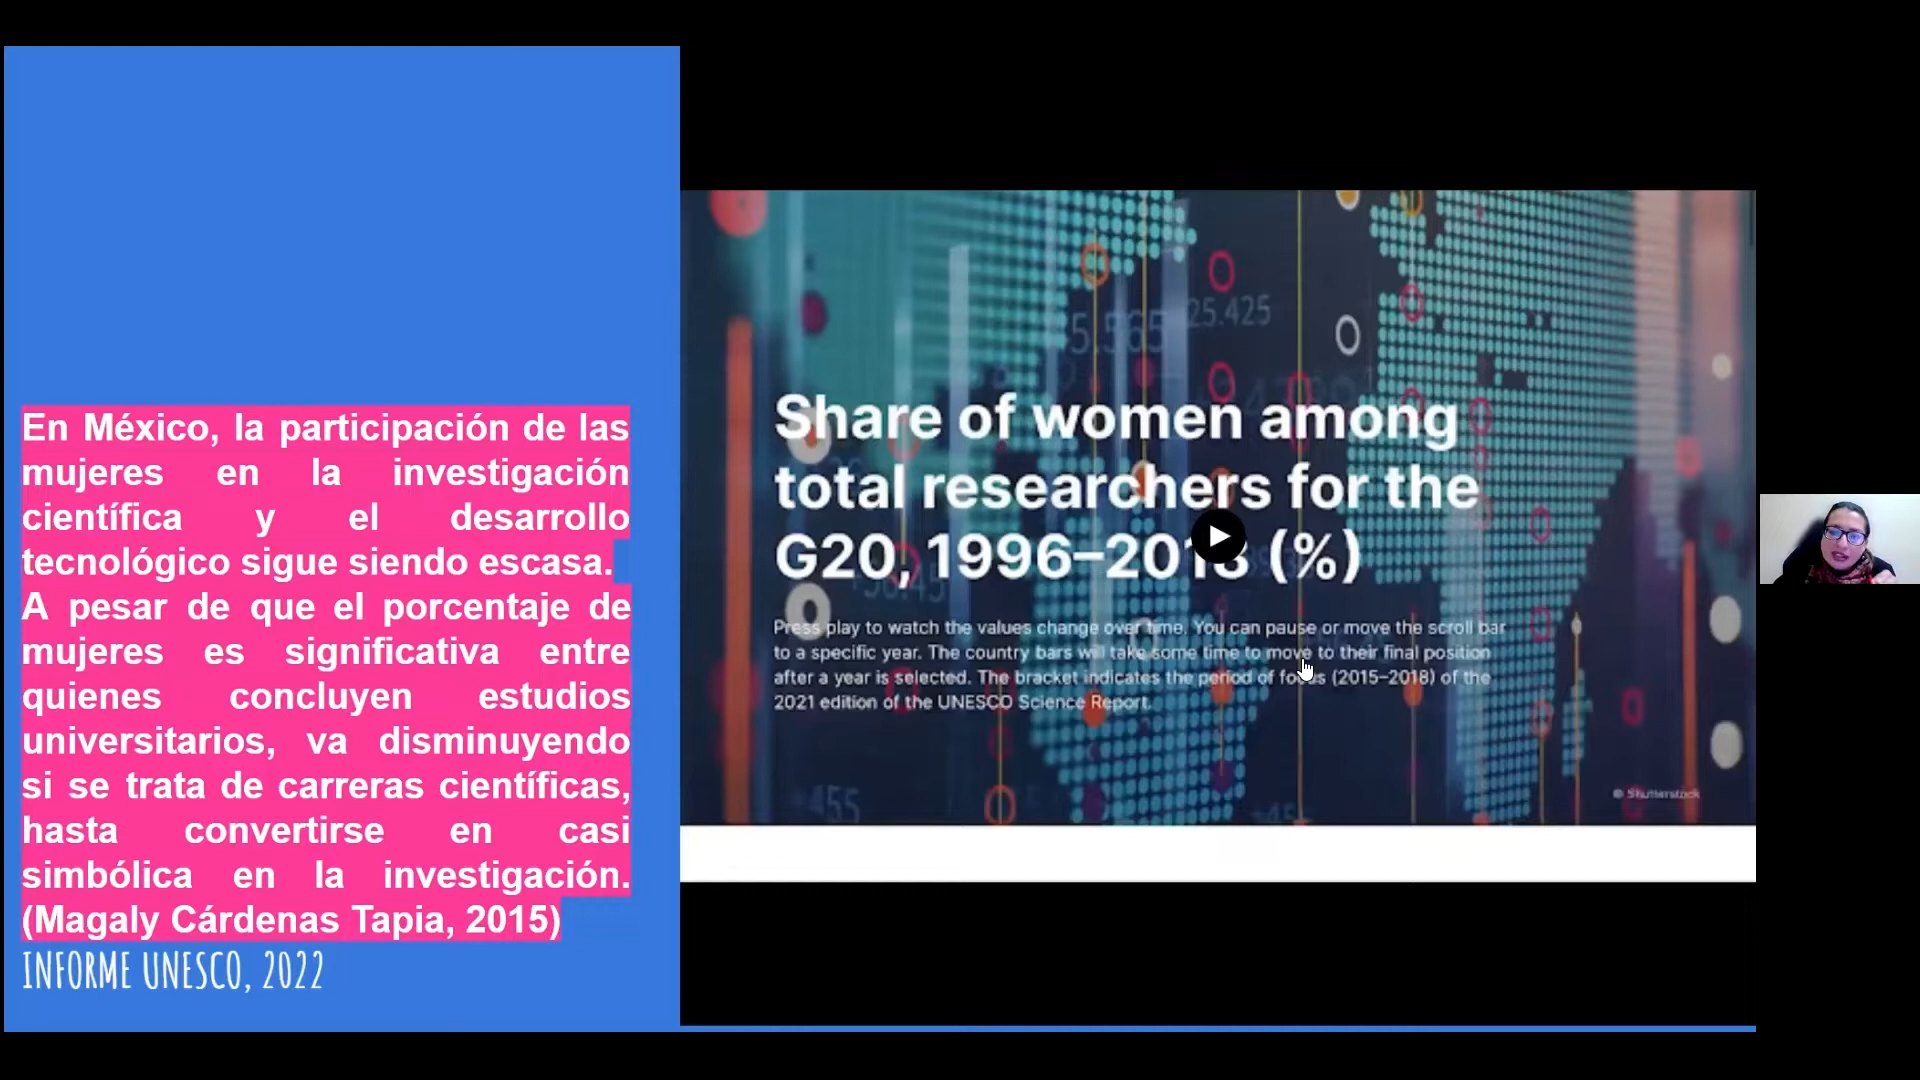 En México, la participación de las
mujeres en la investigación
científica y el desarrollo
tecnológico sigue siendo escasa.
A pesar de que el porcentaje de
mujeres es significativa entre
quienes concluyen estudios
universitarios, va disminuyendo
si se trata de carreras científicas,
hasta convertirse en casi
simbólica en la investigación.
(Magaly Cárdenas Tapia, 2015)
INFORME UNESCO, 2022
5.565
25.425
Share of women among
total researchers for the
G20, 1996–2018 (%)
Press play to watch the values change over time. You can pause or move the scroll bar
to a specific year. The country bars will take some time to move to their final position
after a year is selected. The bracket indicates the period of focus (2015–2018) of the
2021 edition of the UNESCO Science Report.
© Shutterstock
+455